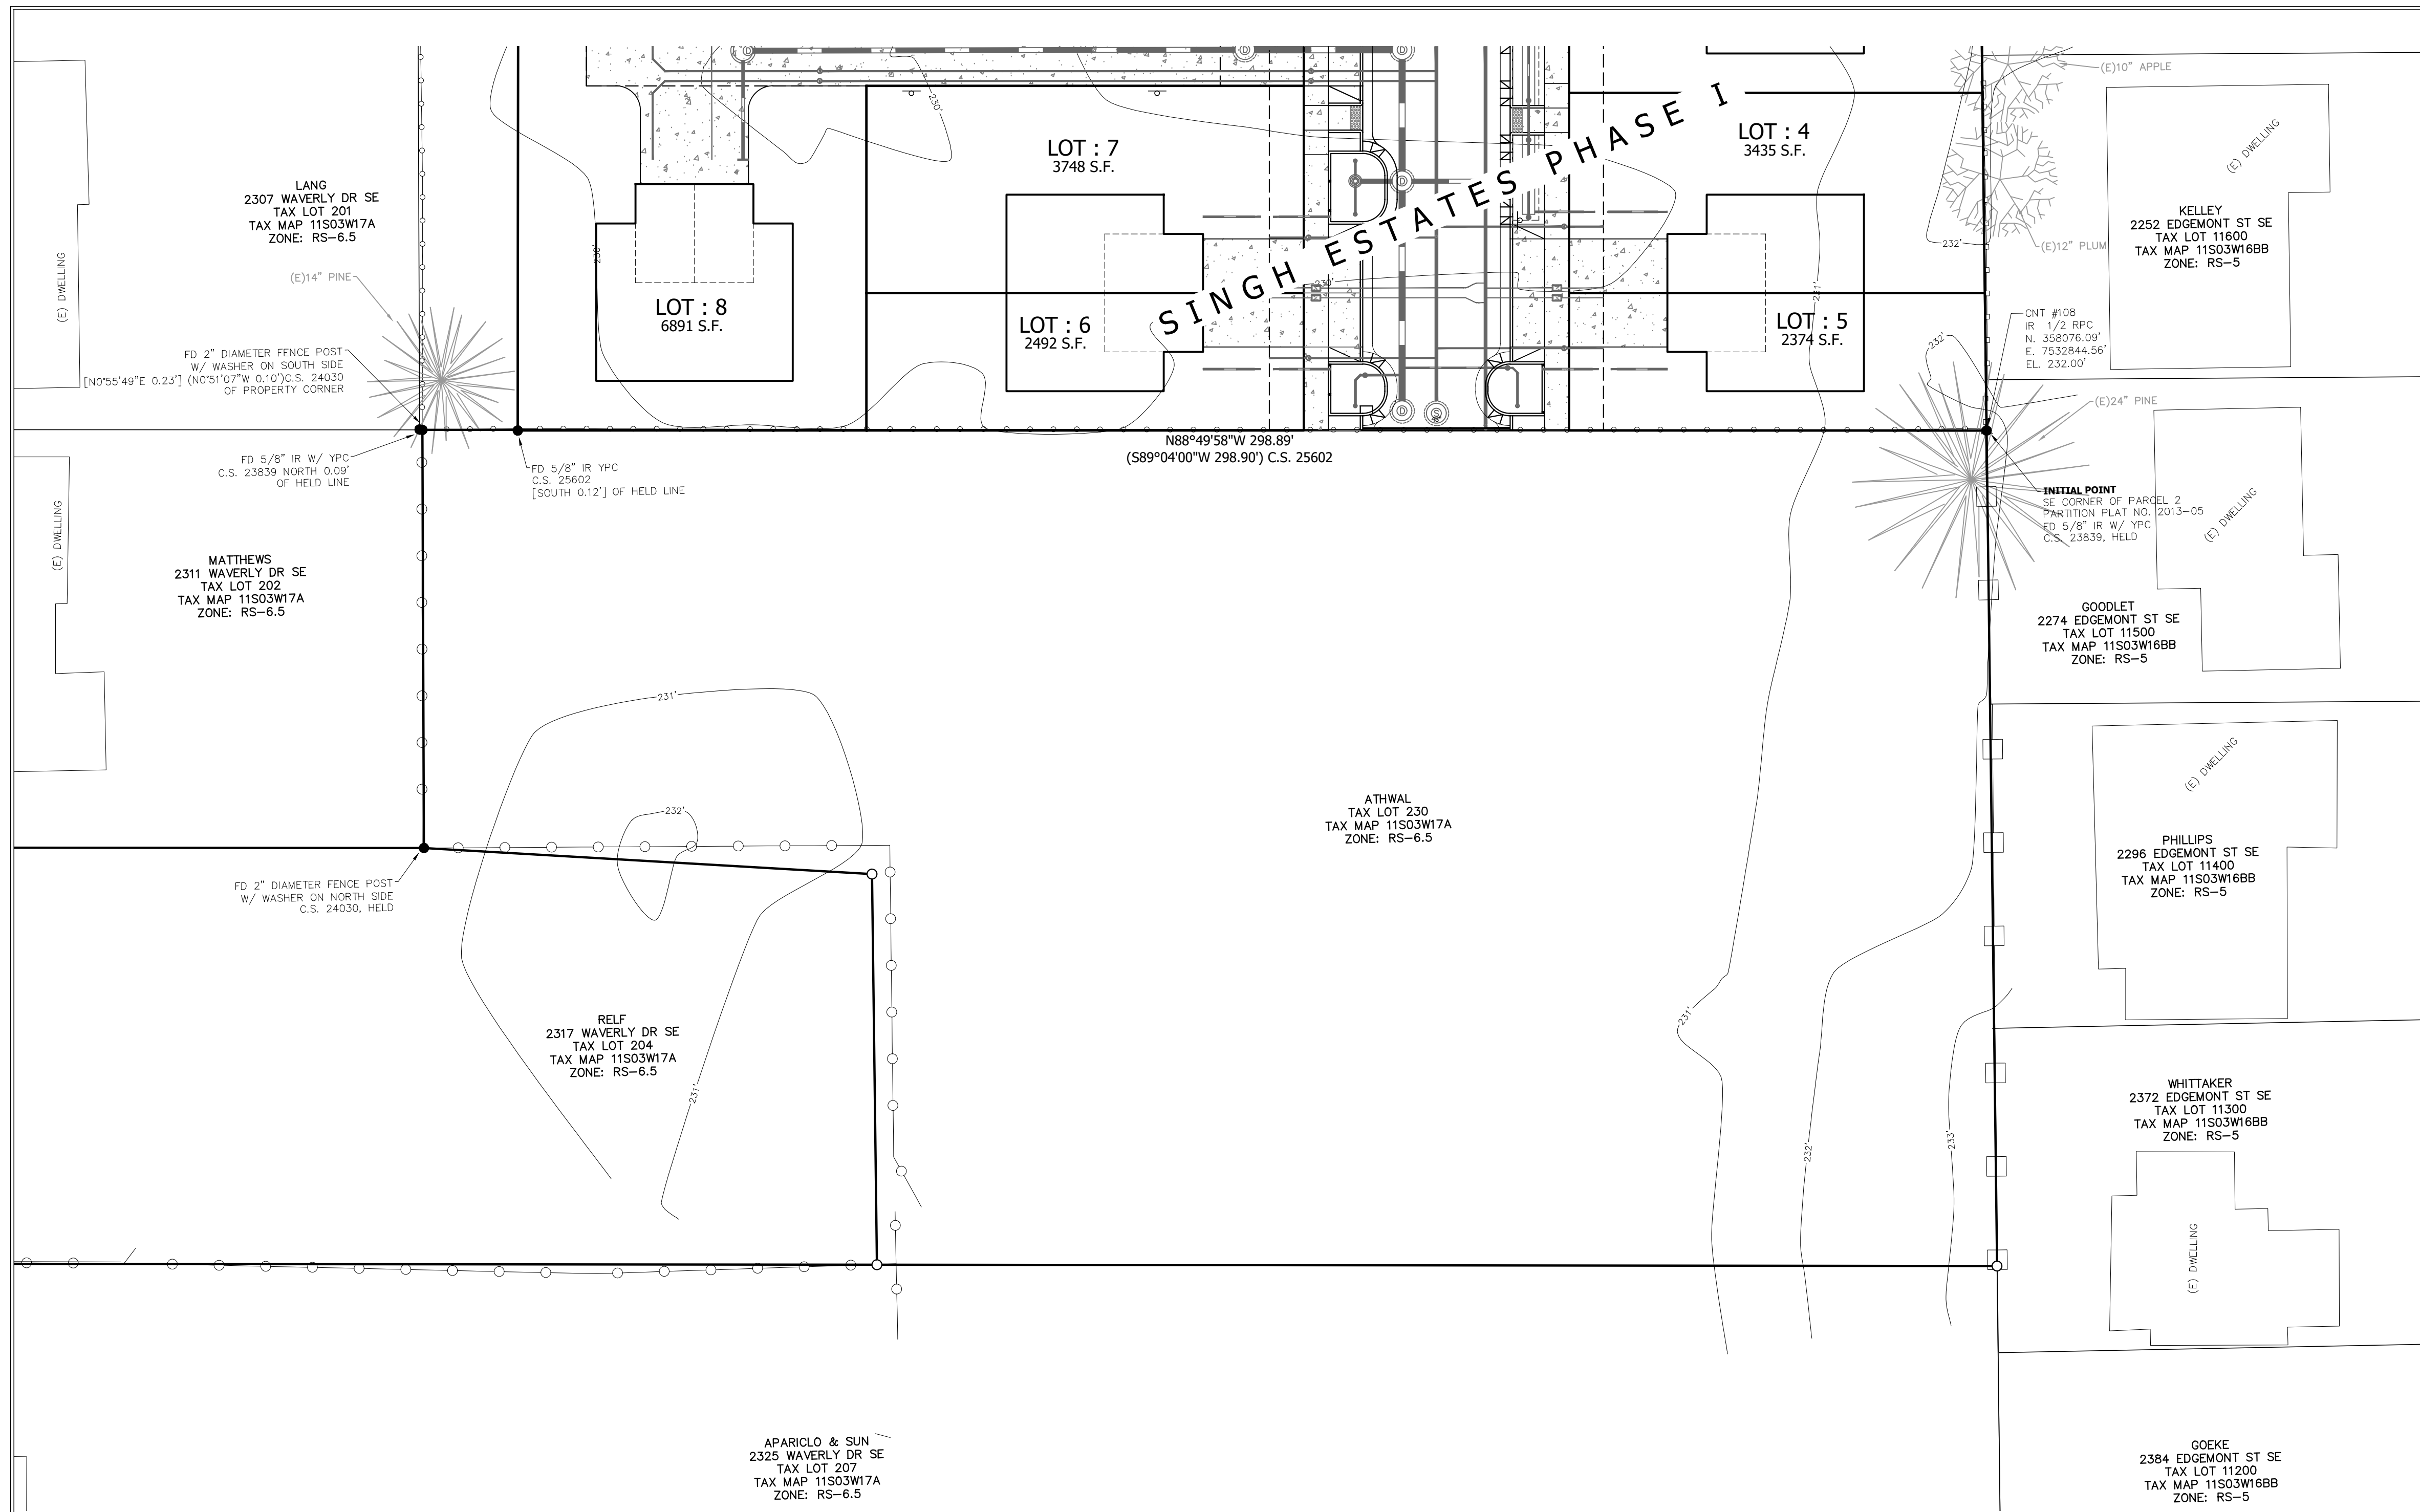 SINGH ESTATES PHASE I
LOT : 7
3748 S.F.
LOT : 4
3435 S.F.
LOT : 8
6891 S.F.
LOT : 6
2492 S.F.
LOT : 5
2374 S.F.
(E)10" APPLE
(E) DWELLING
KELLEY
2252 EDGEMONT ST SE
TAX LOT 11600
TAX MAP 11S03W16BB
ZONE: RS-5
(E)12" PLUM
232'
230'
230'
230'
231'
232'
D
D
D
D
D
S
LANG
2307 WAVERLY DR SE
TAX LOT 201
TAX MAP 11S03W17A
ZONE: RS-6.5
(E) DWELLING
(E)14" PINE
FD 2" DIAMETER FENCE POST
W/ WASHER ON SOUTH SIDE
[N0°55'49"E 0.23'] (N0°51'07"W 0.10')C.S. 24030
OF PROPERTY CORNER
CNT #108
IR 1/2 RPC
N. 358076.09'
E. 7532844.56'
EL. 232.00'
(E)24" PINE
FD 5/8" IR W/ YPC
C.S. 23839 NORTH 0.09'
OF HELD LINE
FD 5/8" IR YPC
C.S. 25602
[SOUTH 0.12'] OF HELD LINE
N88°49'58"W 298.89'
(S89°04'00"W 298.90') C.S. 25602
INITIAL POINT
SE CORNER OF PARCEL 2
PARTITION PLAT NO. 2013-05
FD 5/8" IR W/ YPC
C.S. 23839, HELD
(E) DWELLING
(E) DWELLING
MATTHEWS
2311 WAVERLY DR SE
TAX LOT 202
TAX MAP 11S03W17A
ZONE: RS-6.5
GOODLET
2274 EDGEMONT ST SE
TAX LOT 11500
TAX MAP 11S03W16BB
ZONE: RS-5
231'
232'
ATHWAL
TAX LOT 230
TAX MAP 11S03W17A
ZONE: RS-6.5
(E) DWELLING
PHILLIPS
2296 EDGEMONT ST SE
TAX LOT 11400
TAX MAP 11S03W16BB
ZONE: RS-5
FD 2" DIAMETER FENCE POST
W/ WASHER ON NORTH SIDE
C.S. 24030, HELD
RELF
2317 WAVERLY DR SE
TAX LOT 204
TAX MAP 11S03W17A
ZONE: RS-6.5
231'
231'
232'
233'
WHITTAKER
2372 EDGEMONT ST SE
TAX LOT 11300
TAX MAP 11S03W16BB
ZONE: RS-5
(E) DWELLING
APARICLO & SUN
2325 WAVERLY DR SE
TAX LOT 207
TAX MAP 11S03W17A
ZONE: RS-6.5
GOEKE
2384 EDGEMONT ST SE
TAX LOT 11200
TAX MAP 11S03W16BB
ZONE: RS-5